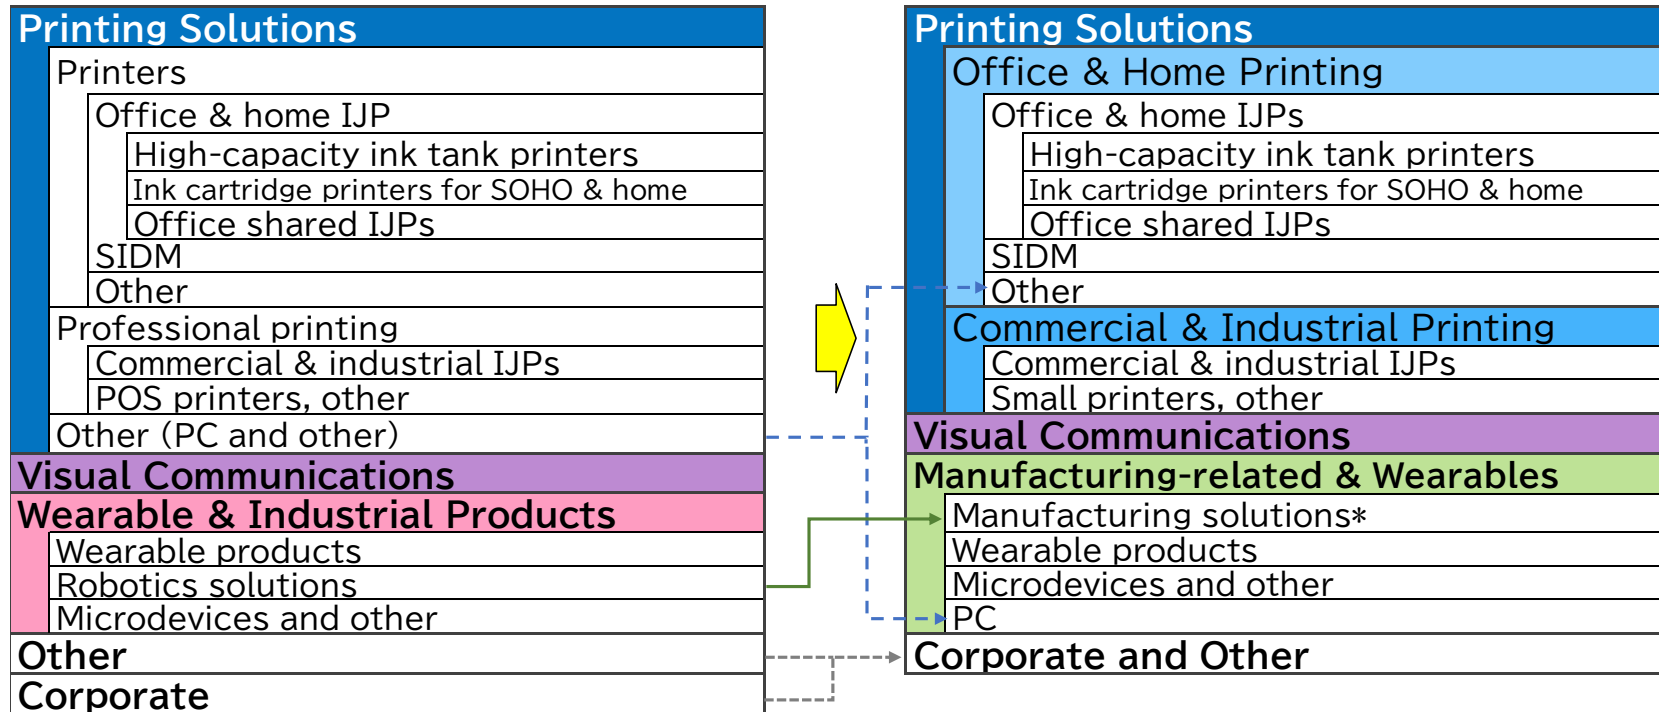 Printing Solutions
Printers
Office & home IJP
High-capacity ink tank printers
Ink cartridge printers for SOHO & home
Office shared IJPs
SIDM
Other
Professional printing
Commercial & industrial IJPs
POS printers, other
Other (PC and other)
Visual Communications
Wearable & Industrial Products
Wearable products
Robotics solutions
Microdevices and other
Other
Corporate
Printing Solutions
Office & Home Printing
Office & home IJPs
High-capacity ink tank printers
Ink cartridge printers for SOHO & home
Office shared IJPs
SIDM
Other
Commercial & Industrial Printing
Commercial & industrial IJPs
Small printers, other
Visual Communications
Manufacturing-related & Wearables
Manufacturing solutions*
Wearable products
Microdevices and other
PC
Corporate and Other